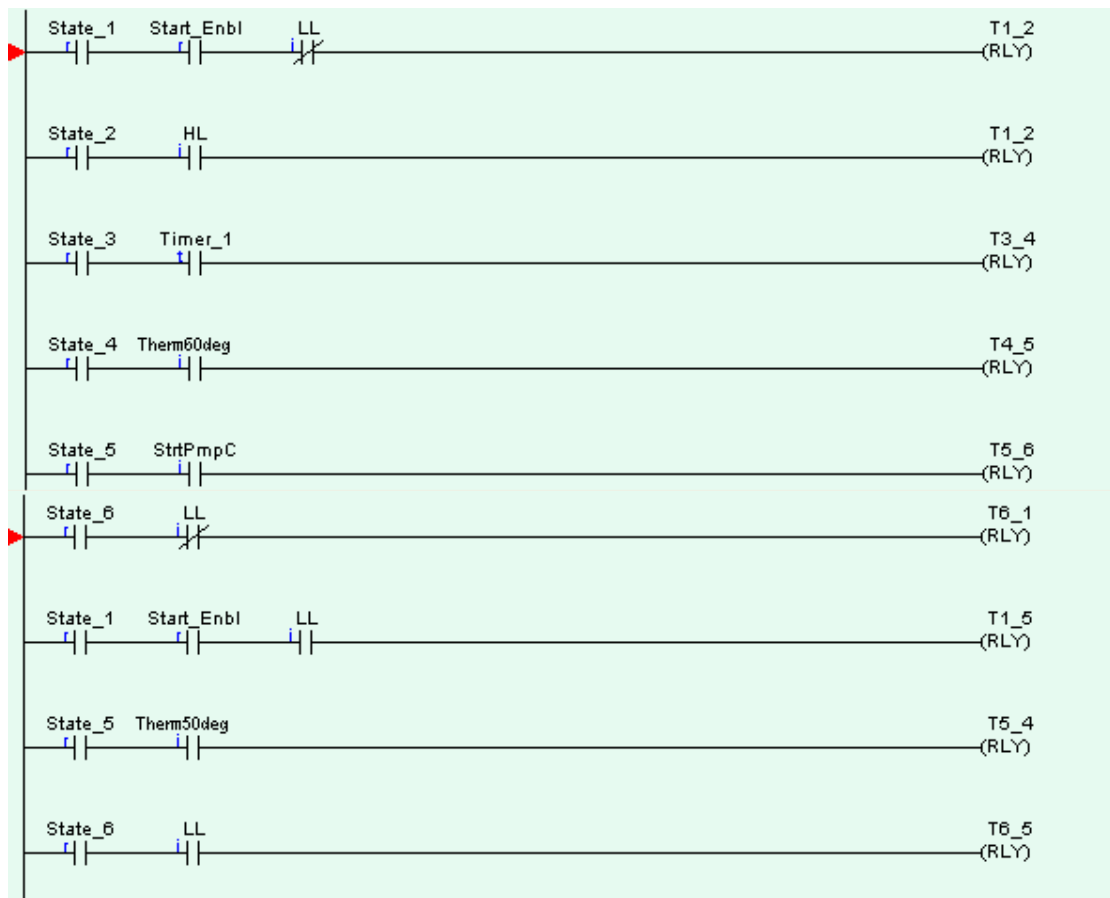 State_1 Start_Enbl LL T1_2
r r i (RLY)
State_2 HL T1_2
r i (RLY)
State_3 Timer_1 T3_4
r t (RLY)
State_4 Therm60deg T4_5
r i (RLY)
State_5 StrtPmpC T5_6
r i (RLY)
State_6 LL T6_1
r i (RLY)
State_1 Start_Enbl LL T1_5
r r i (RLY)
State_5 Therm50deg T5_4
r i (RLY)
State_6 LL T6_5
r i (RLY)